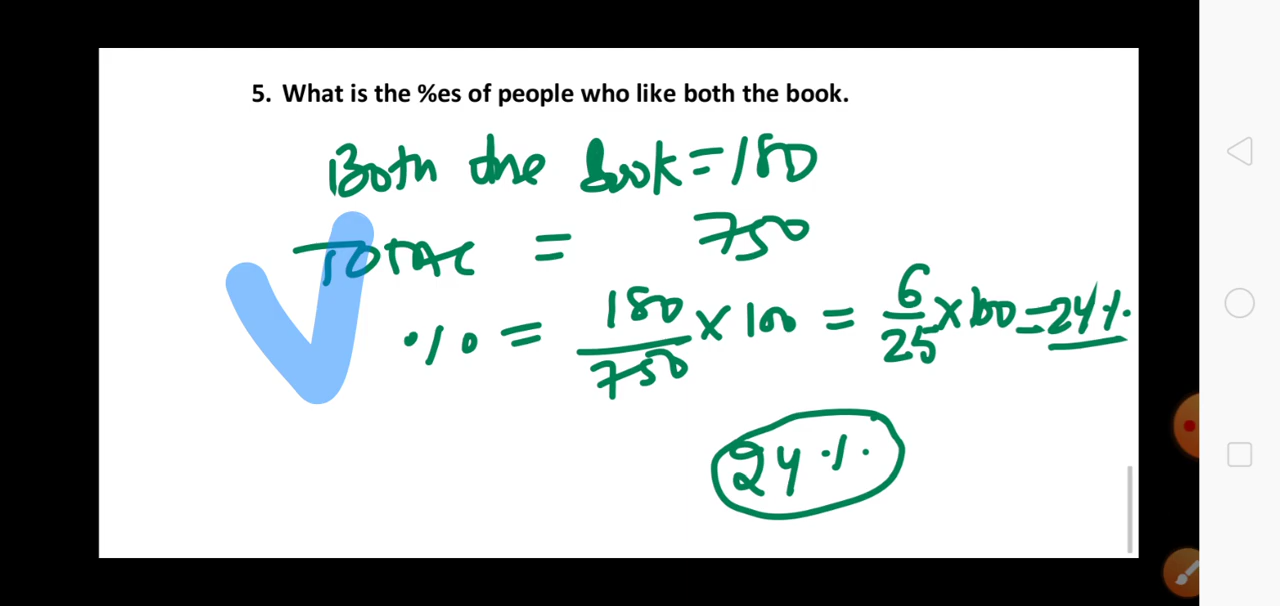 5. What is the %es of people who like both the book.
Both the Book = 180
TOTAL = 750
% = 180/750 × 100 = 6/25 × 100 = 24%
24%